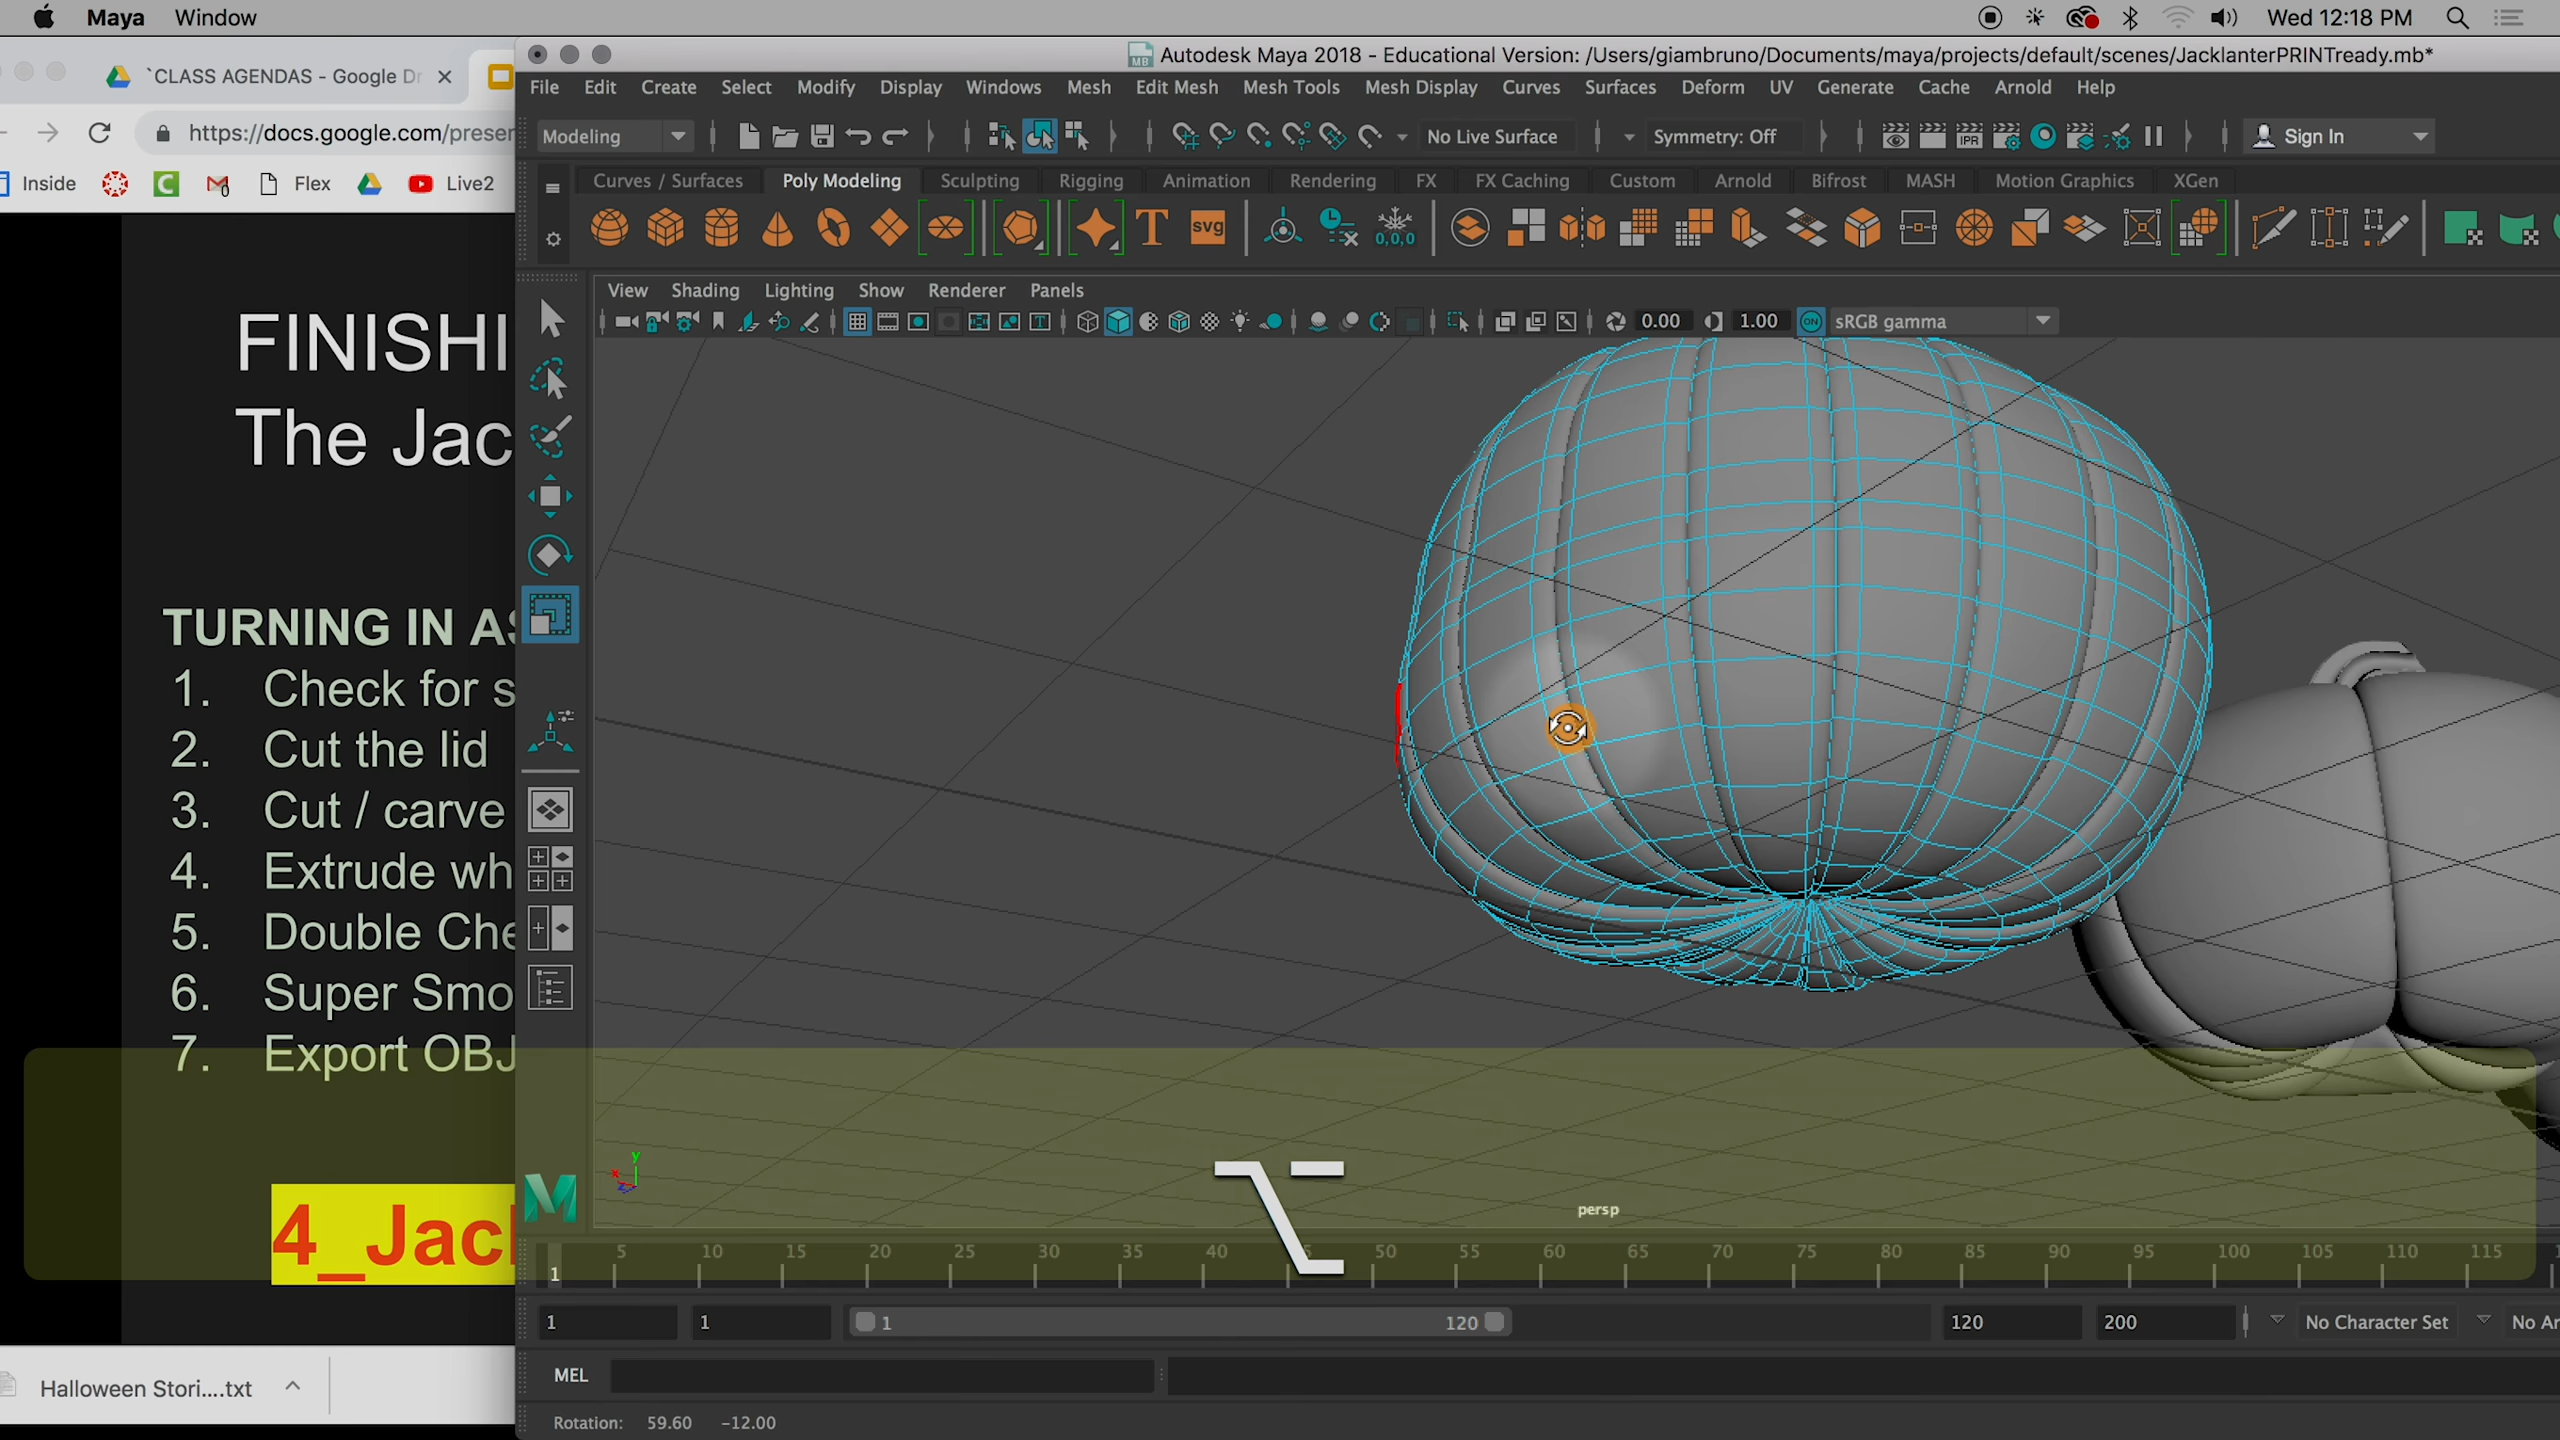 Maya Window Wed 12:18 PM
`CLASS AGENDAS - Google Dr
MB Autodesk Maya 2018 - Educational Version: /Users/giambruno/Documents/maya/projects/default/scenes/JacklanterPRINTready.mb*
File Edit Create Select Modify Display Windows Mesh Edit Mesh Mesh Tools Mesh Display Curves Surfaces Deform UV Generate Cache Arnold Help
https://docs.google.com/preser
Modeling No Live Surface Symmetry: Off IPR Sign In
Inside Flex Live2
Curves / Surfaces Poly Modeling Sculpting Rigging Animation Rendering FX FX Caching Custom Arnold Bifrost MASH Motion Graphics XGen
T svg 0,0,0
View Shading Lighting Show Renderer Panels
0.00 1.00 ON sRGB gamma
FINISHI
The Jac
TURNING IN AS
1. Check for s
2. Cut the lid
3. Cut / carve
4. Extrude wh
5. Double Che
6. Super Smo
7. Export OBJ
4_Jacl
y
x
z
persp
5 10 15 20 25 30 35 40 50 55 60 65 70 75 80 85 90 95 100 105 110 115
1
1 1 1 120 120 200 No Character Set No An
MEL
Halloween Stori....txt
Rotation: 59.60 -12.00